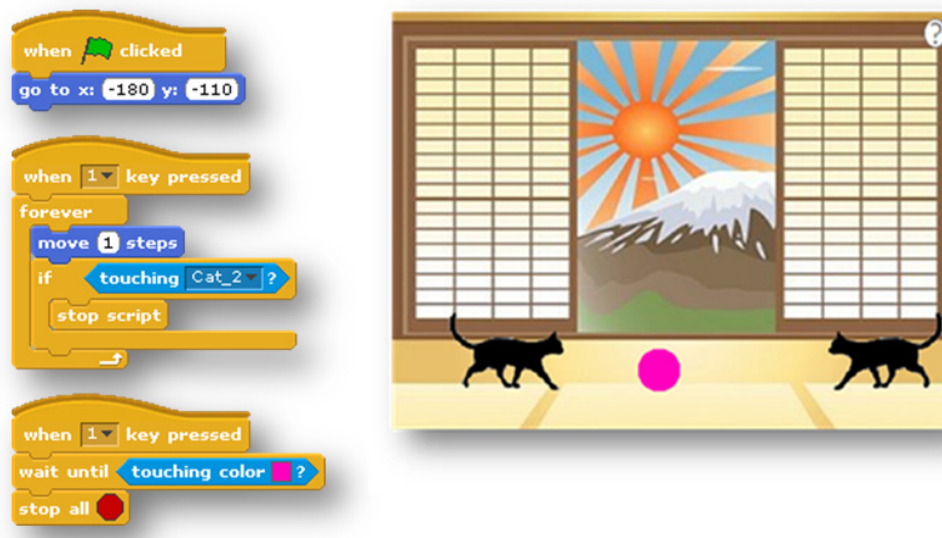 when clicked
go to x: -180 y: -110
when 1 key pressed
forever
move 1 steps
if touching Cat_2 ?
stop script
when 1 key pressed
wait until touching color ?
stop all
?